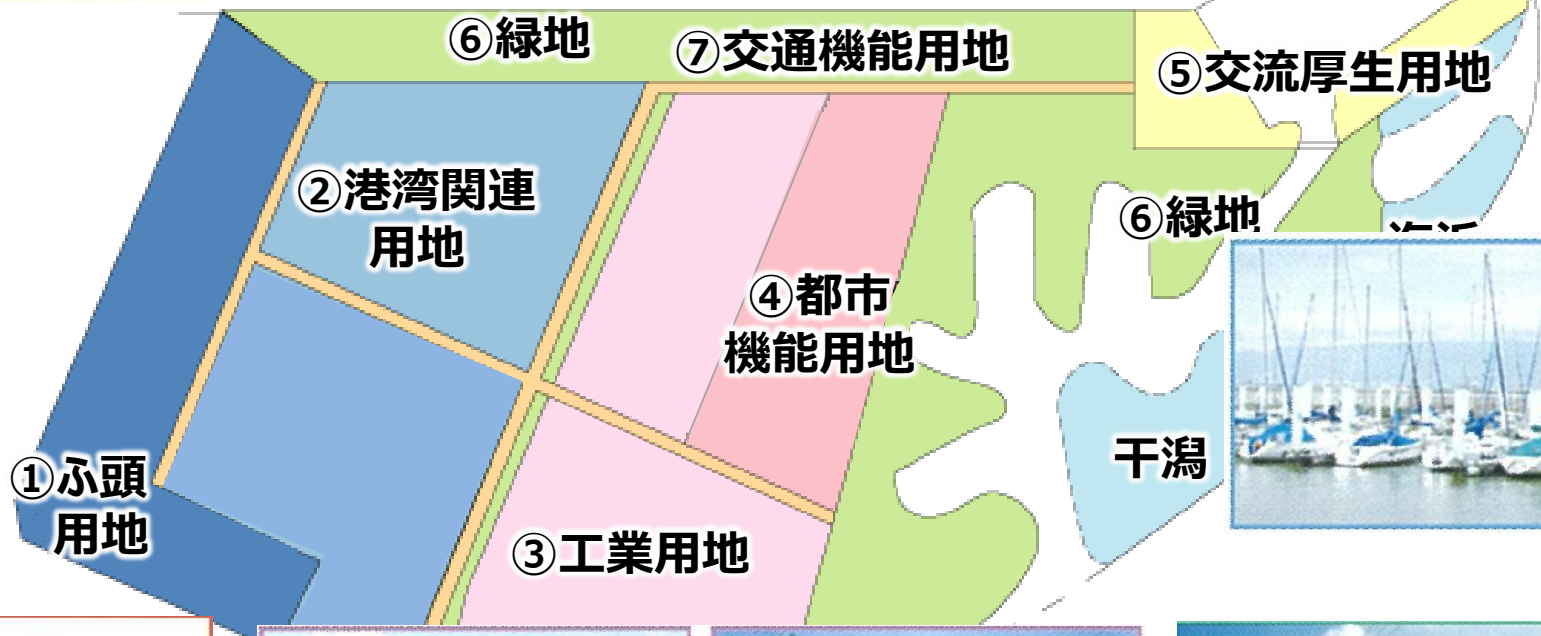 ⑥緑地
⑦交通機能用地
⑤交流厚生用地
②港湾関連
用地
⑥緑地
④都市
機能用地
干潟
①ふ頭
用地
③工業用地